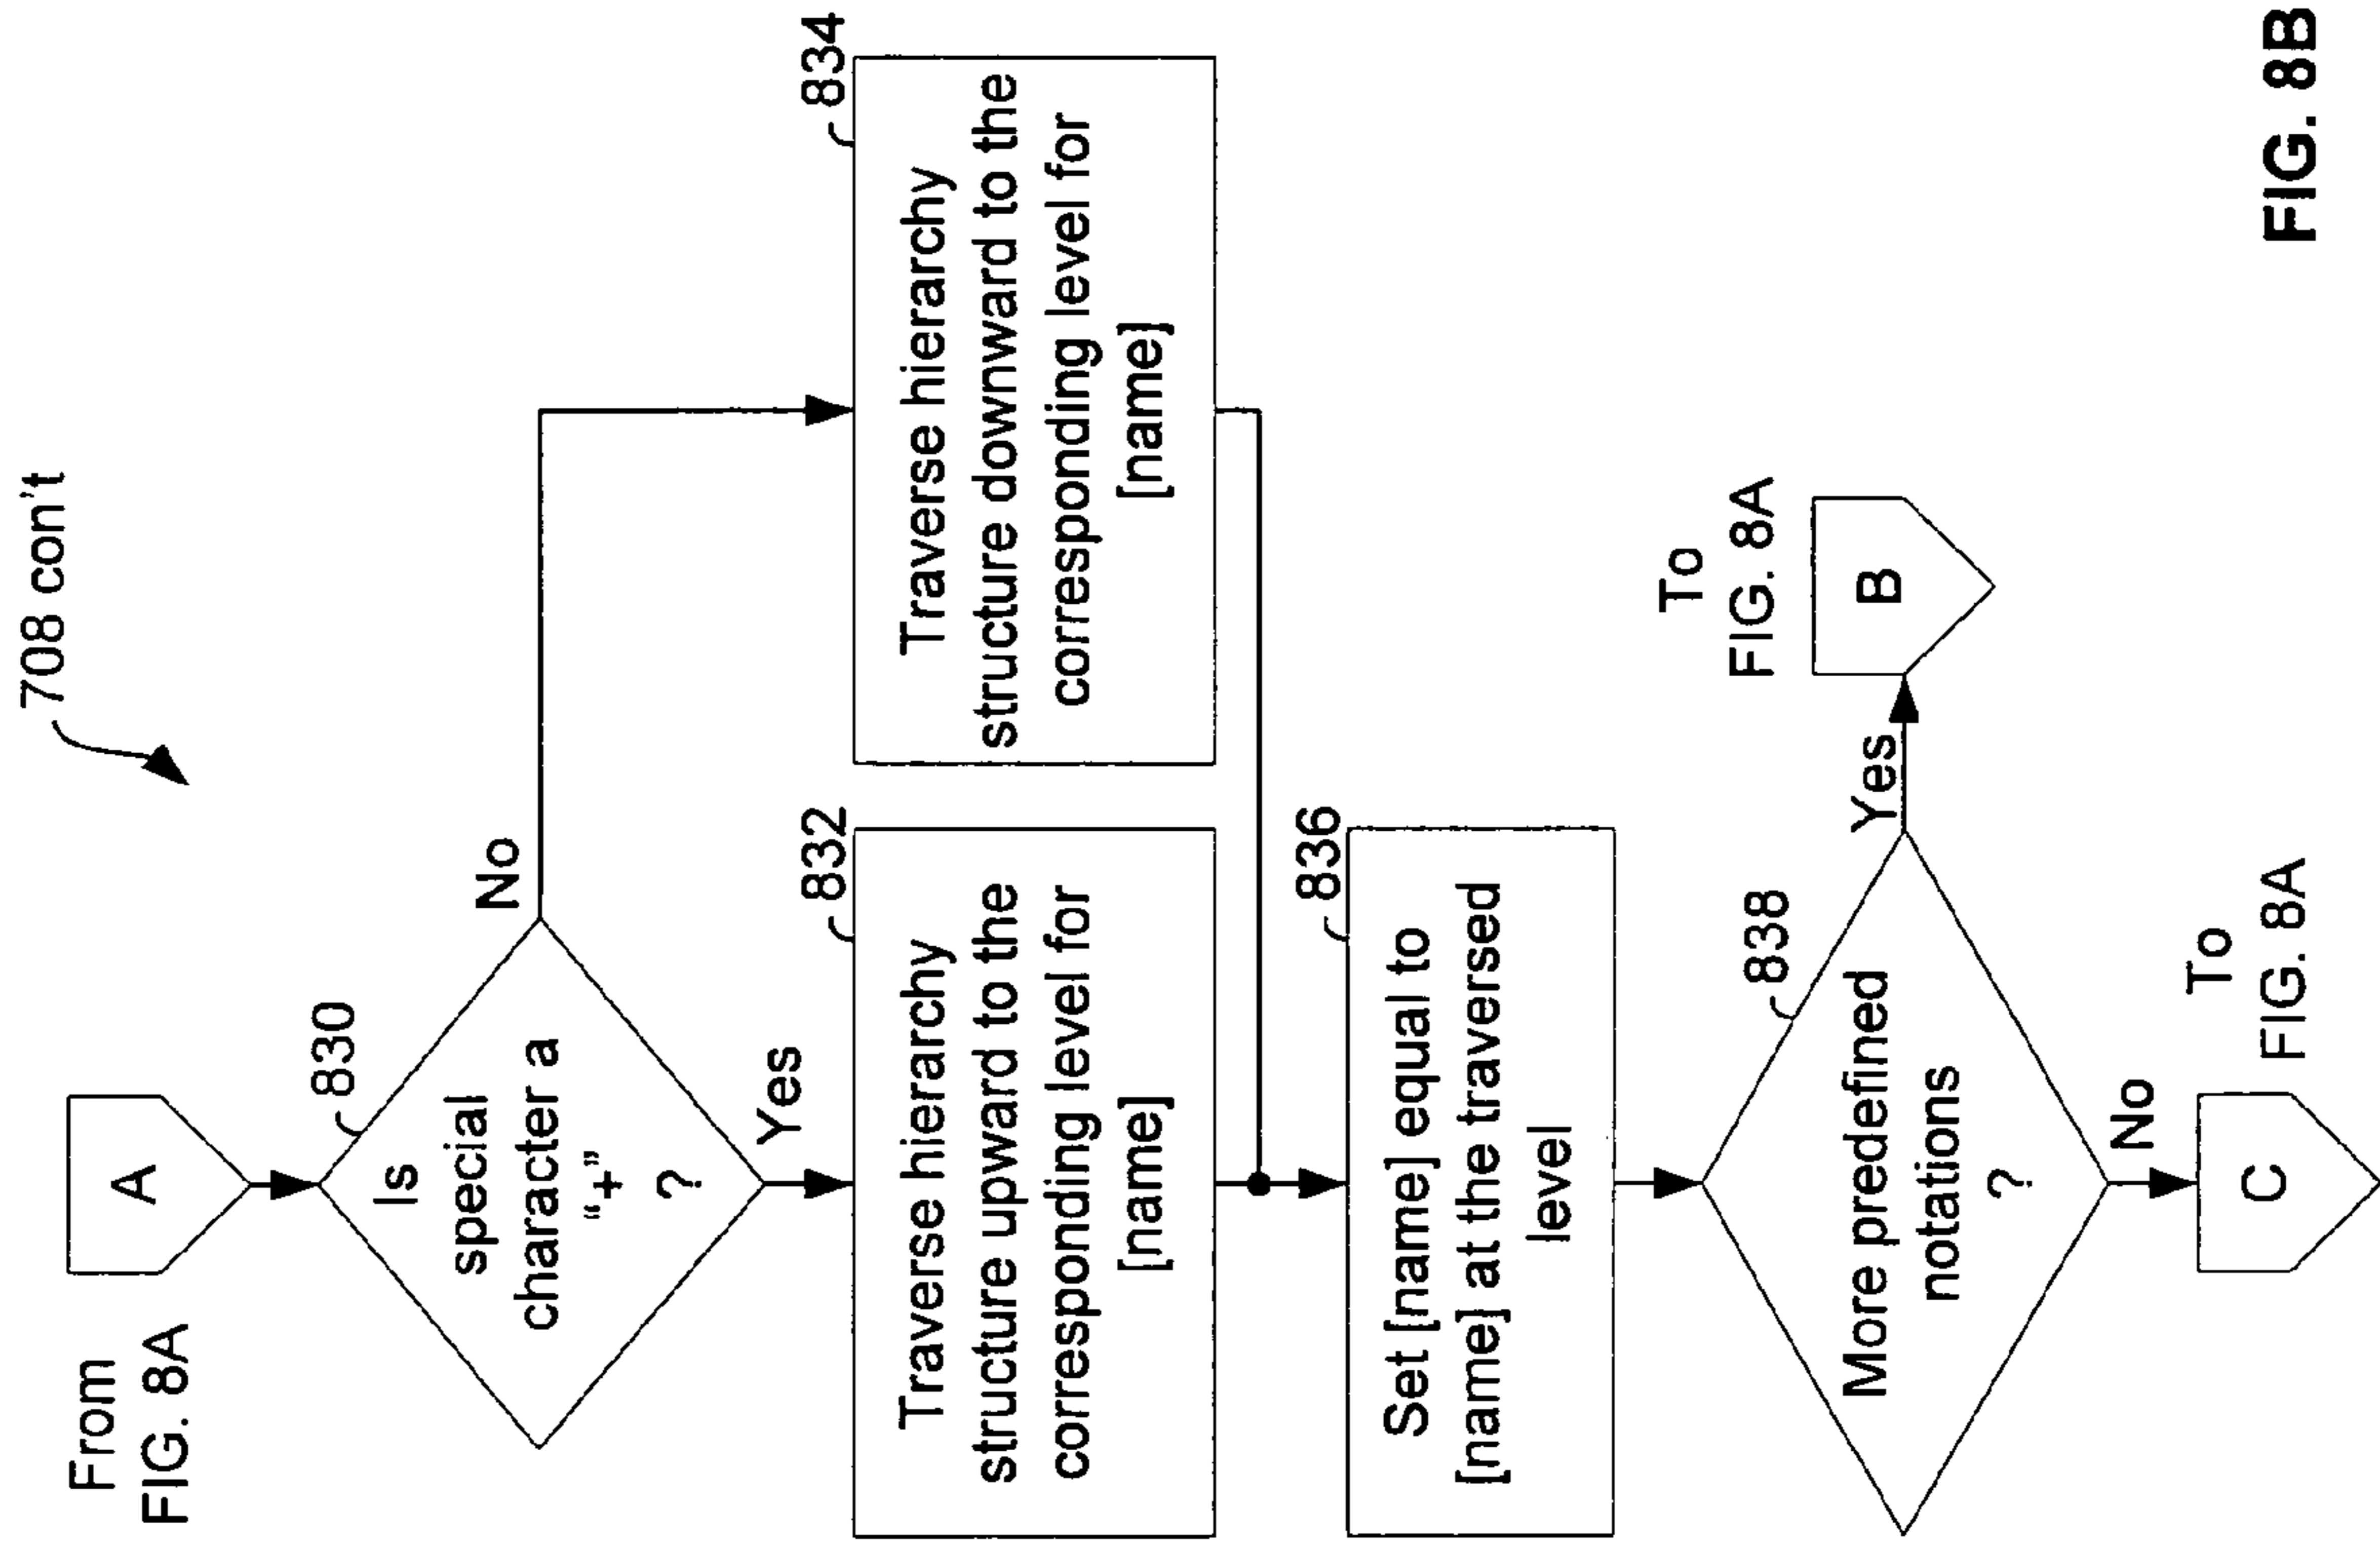 708 con't
From
FIG. 8A
A
830
Is
special
character a
“+”
?
No
Yes
832
Traverse hierarchy
structure upward to the
corresponding level for
[name]
834
Traverse hierarchy
structure downward to the
corresponding level for
[name]
836
Set [name] equal to
[name] at the traversed
level
838
More predefined
notations
?
Yes
To
FIG. 8A
B
No
To
FIG. 8A
C
FIG. 8B